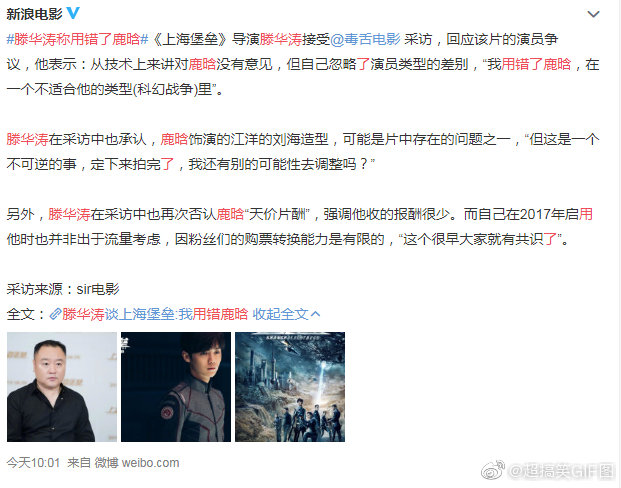 新浪电影
#滕华涛称用错了鹿晗#《上海堡垒》导演滕华涛接受@毒舌电影 采访，回应该片的演员争
议，他表示：从技术上来讲对鹿晗没有意见，但自己忽略了演员类型的差别，“我用错了鹿晗，在
一个不适合他的类型(科幻战争)里”。
滕华涛在采访中也承认，鹿晗饰演的江洋的刘海造型，可能是片中存在的问题之一，“但这是一个
不可逆的事，定下来拍完了，我还有别的可能性去调整吗？”
另外，滕华涛在采访中也再次否认鹿晗“天价片酬”，强调他收的报酬很少。而自己在2017年启用
他时也并非出于流量考虑，因粉丝们的购票转换能力是有限的，“这个很早大家就有共识了”。
采访来源：sir电影
全文：滕华涛谈上海堡垒:我用错鹿晗 收起全文
今天10:01 来自 微博 weibo.com
@超搞笑GIF图